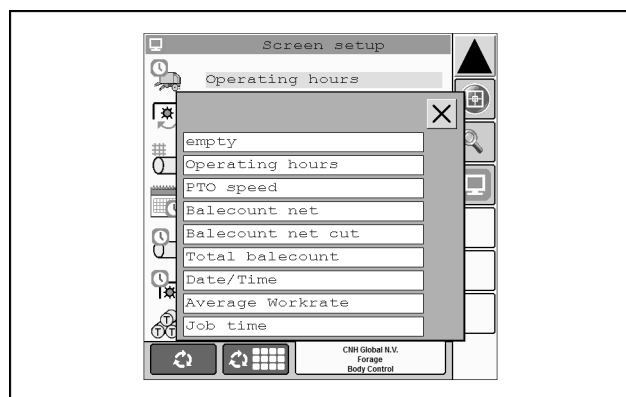 Screen setup
Operating hours
empty
Operating hours
PTO speed
Balecount net
Balecount net cut
Total balecount
Date/Time
Average Workrate
Job time
T
T T
CNH Global N.V.
Forage
Body Control